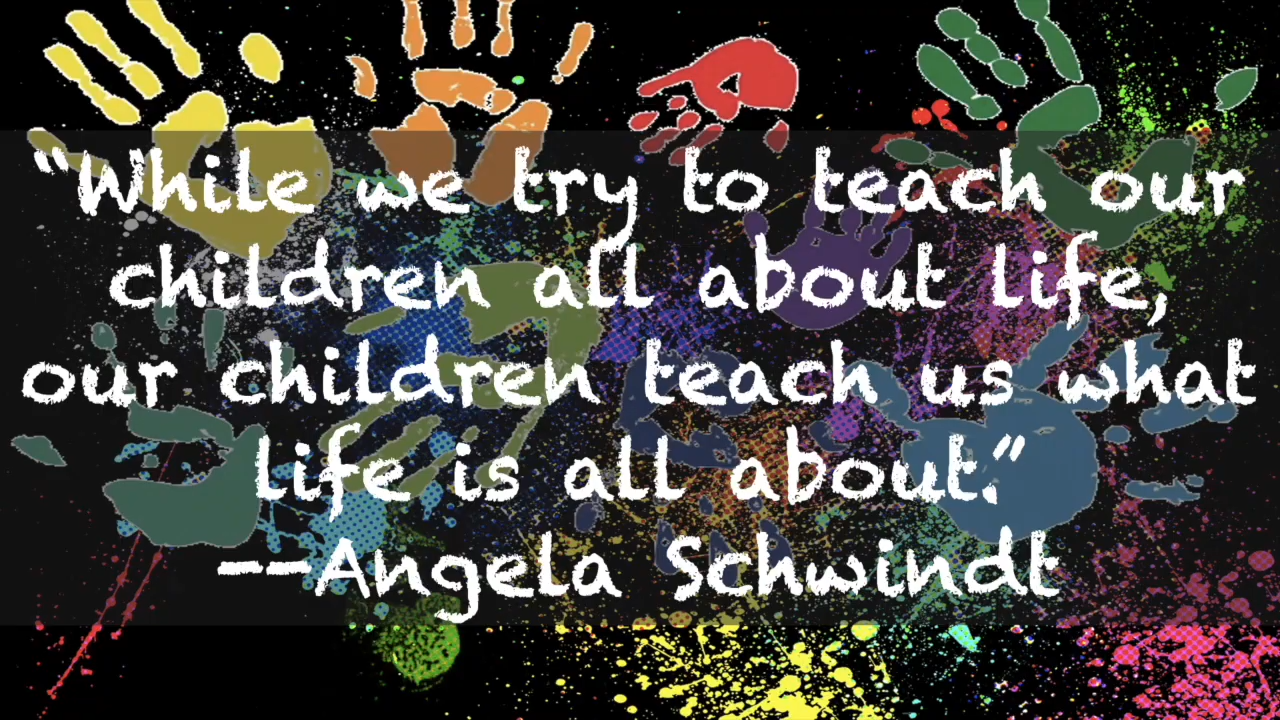 “While we try to teach our
children all about life,
our children teach us what
life is all about.”
--Angela Schwindt